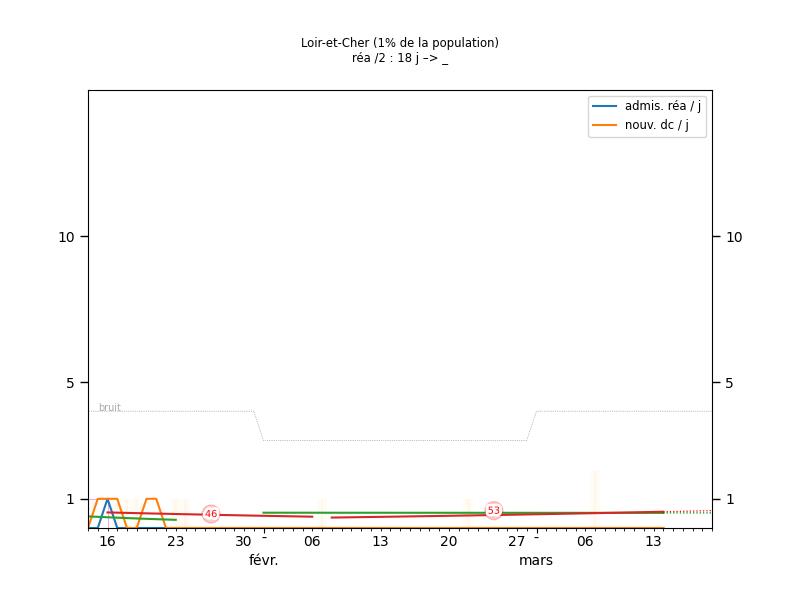 Loir-et-Cher (1% de la population)
réa /2 : 18 j –> _
admis. réa / j
nouv. dc / j
10 10
5 5
bruit
1 1
46 53
16 23 30 - 06 13 20 27 - 06 13
févr. mars